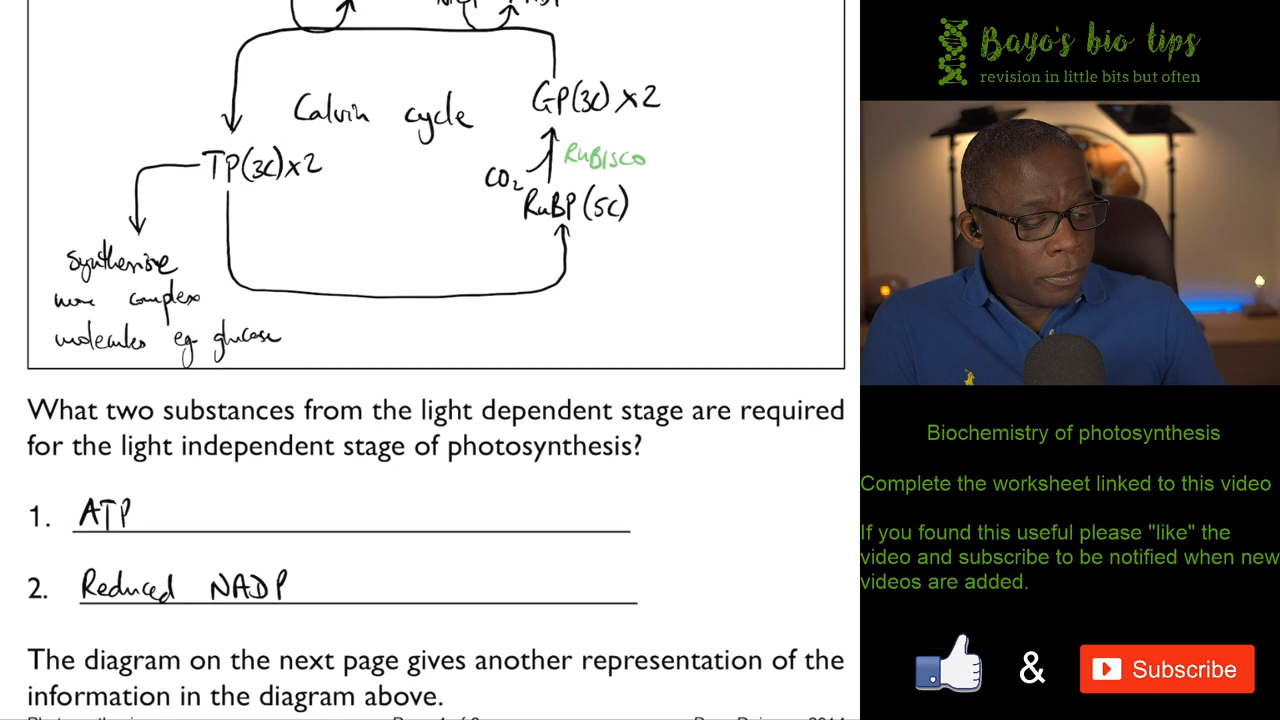 Calvin cycle
GP(3C) x2
RuBISCO
TP(3C)x2
CO2
RuBP (5C)
Synthesise
more complex
molecules eg glucose
What two substances from the light dependent stage are required
for the light independent stage of photosynthesis?
1. ATP
2. Reduced NADP
The diagram on the next page gives another representation of the
information in the diagram above.
Bayo's bio tips
revision in little bits but often
Biochemistry of photosynthesis
Complete the worksheet linked to this video
If you found this useful please "like" the
video and subscribe to be notified when new
videos are added.
&
Subscribe